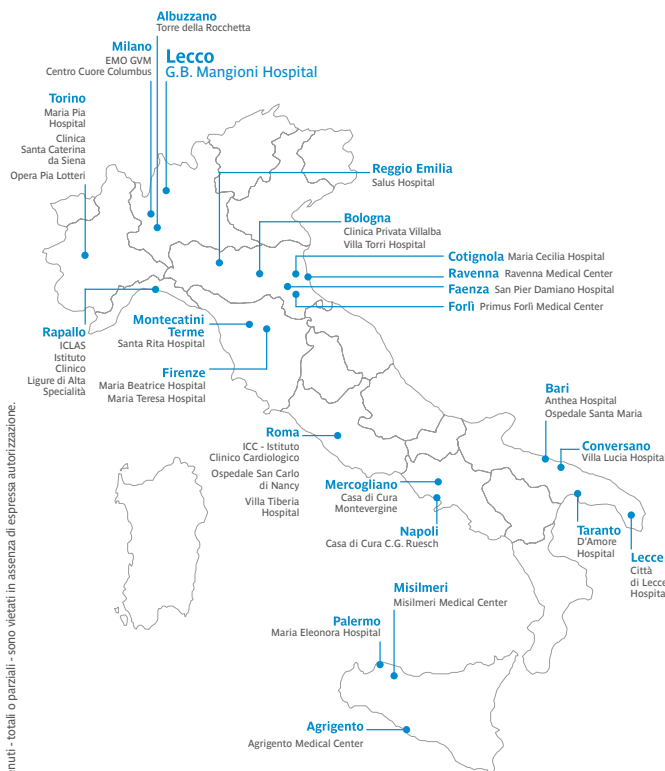 Albuzzano
Torre della Rocchetta
Milano
EMO GVM
Centro Cuore Columbus
Lecco
G.B. Mangioni Hospital
Torino
Maria Pia
Hospital
Clinica
Santa Caterina
da Siena
Opera Pia Lotteri
Reggio Emilia
Salus Hospital
Bologna
Clinica Privata Villalba
Villa Torri Hospital
Cotignola Maria Cecilia Hospital
Ravenna Ravenna Medical Center
Faenza San Pier Damiano Hospital
Forlì Primus Forlì Medical Center
Rapallo
ICLAS
Istituto
Clinico
Ligure di Alta
Specialità
Montecatini
Terme
Santa Rita Hospital
Firenze
Maria Beatrice Hospital
Maria Teresa Hospital
Roma
ICC - Istituto
Clinico Cardiologico
Ospedale San Carlo
di Nancy
Villa Tiberia
Hospital
Mercogliano
Casa di Cura
Montevergine
Napoli
Casa di Cura C.G. Ruesch
Bari
Anthea Hospital
Ospedale Santa Maria
Conversano
Villa Lucia Hospital
Taranto
D'Amore
Hospital
Lecce
Città
di Lecce
Hospita
Misilmeri
Misilmeri Medical Center
Palermo
Maria Eleonora Hospital
Agrigento
Agrigento Medical Center
enuti - totali o parziali - sono vietati in assenza di espressa autorizzazione.